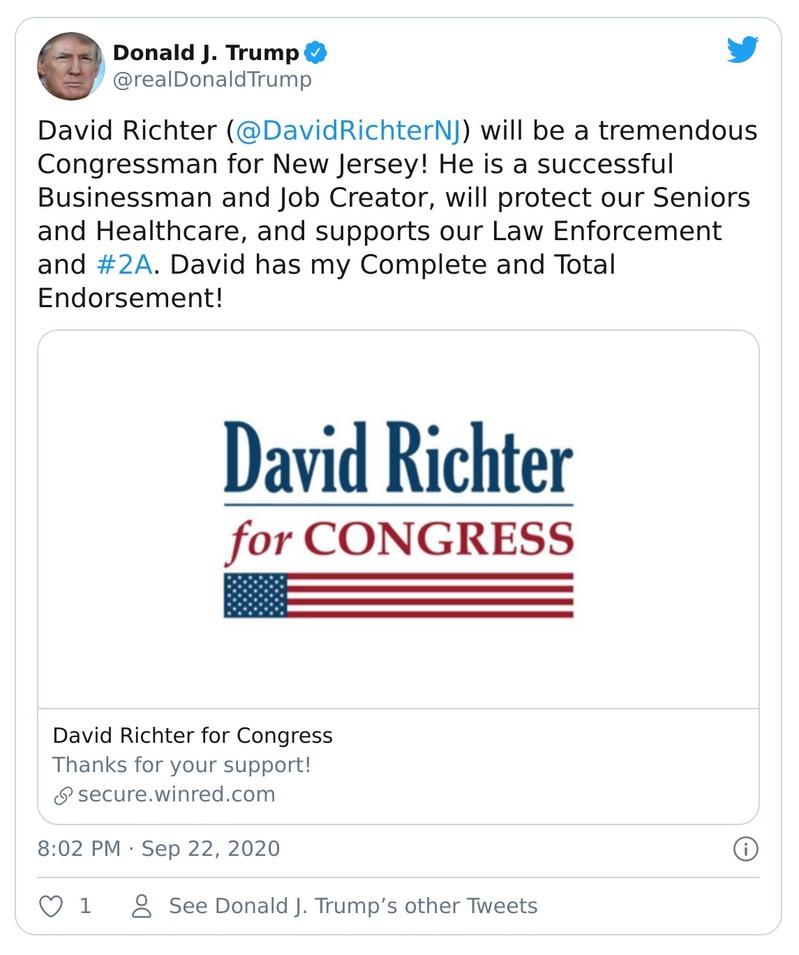 Donald J. Trump
@realDonaldTrump
David Richter (@DavidRichterNJ) will be a tremendous
Congressman for New Jersey! He is a successful
Businessman and Job Creator, will protect our Seniors
and Healthcare, and supports our Law Enforcement
and #2A. David has my Complete and Total
Endorsement!
David Richter
for CONGRESS
David Richter for Congress
Thanks for your support!
secure.winred.com
8:02 PM · Sep 22, 2020
1 See Donald J. Trump’s other Tweets